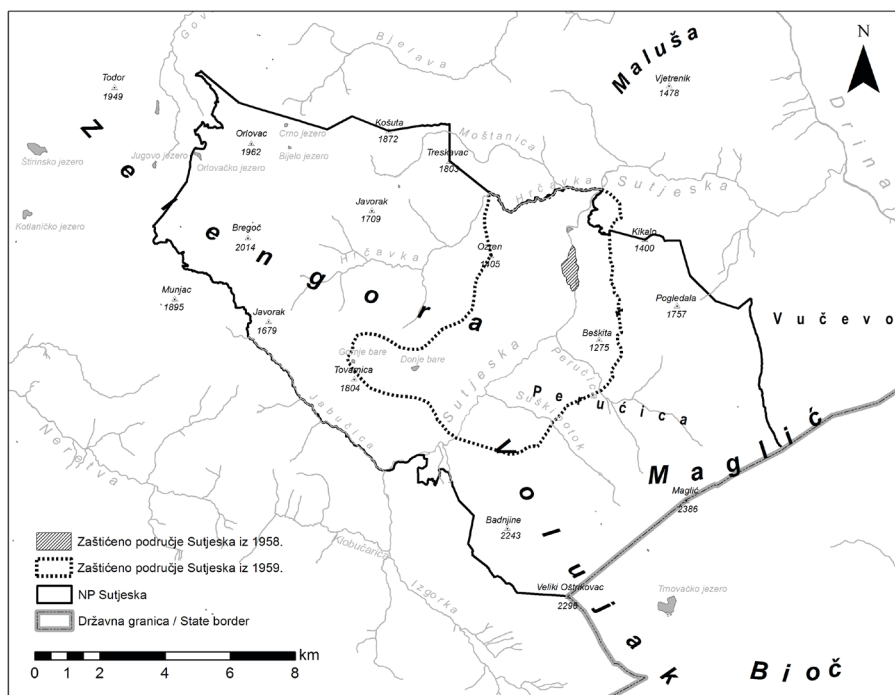 N
Maluša
Bjelava
Todor
1949
Vjetrenik
1478
Drina
Zelengora
Košuta
1872
Crno jezero
Orlovac
1962
Moštanica
Bijelo jezero
Treskavac
1803
Štirinsko jezero
Jugovo jezero
Orlovačko jezero
Hrčavka
Sutjeska
Kotlaničko jezero
Javorak
1709
Bregoč
2014
Kikalo
1400
Ozren
1405
Hrčavka
Munjac
1895
Javorak
1679
Pogledala
1757
Vučevo
Beškita
1275
Gornje bare
Donje bare
Tovarnica
1804
Sutjeska
Perućica
Perućica
Suški potok
Jabučica
Neretva
Volujak
Maglić
Maglić
2386
Badnjine
2243
Klobučarica
Izgorka
Veliki Oštrikovac
2296
Trnovačko jezero
Bioč
Zaštićeno područje Sutjeska iz 1958.
Zaštićeno područje Sutjeska iz 1959.
NP Sutjeska
Državna granica / State border
0 1 2 4 6 8 km